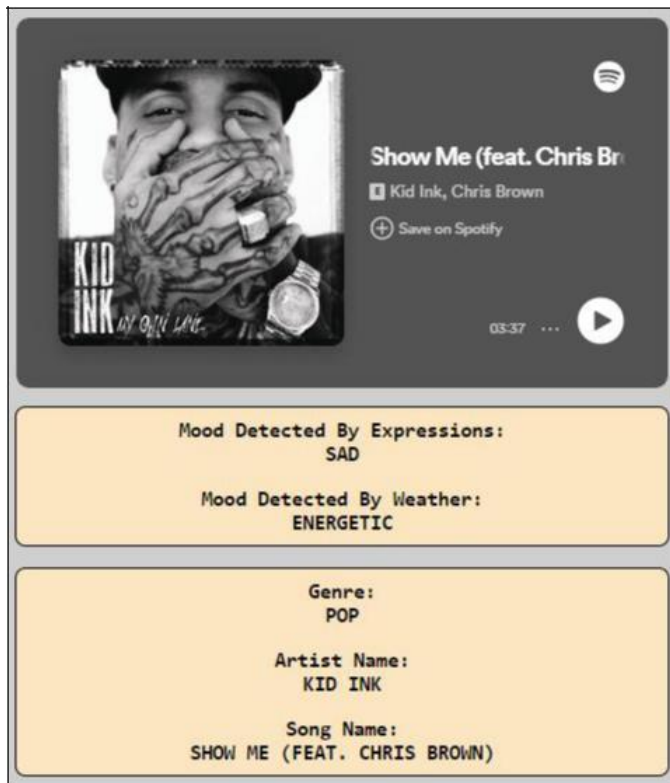 Show Me (feat. Chris Br
E Kid Ink, Chris Brown
Save on Spotify
KID
INK MY OWN LANE
03:37 ...
Mood Detected By Expressions:
SAD
Mood Detected By Weather:
ENERGETIC
Genre:
POP
Artist Name:
KID INK
Song Name:
SHOW ME (FEAT. CHRIS BROWN)